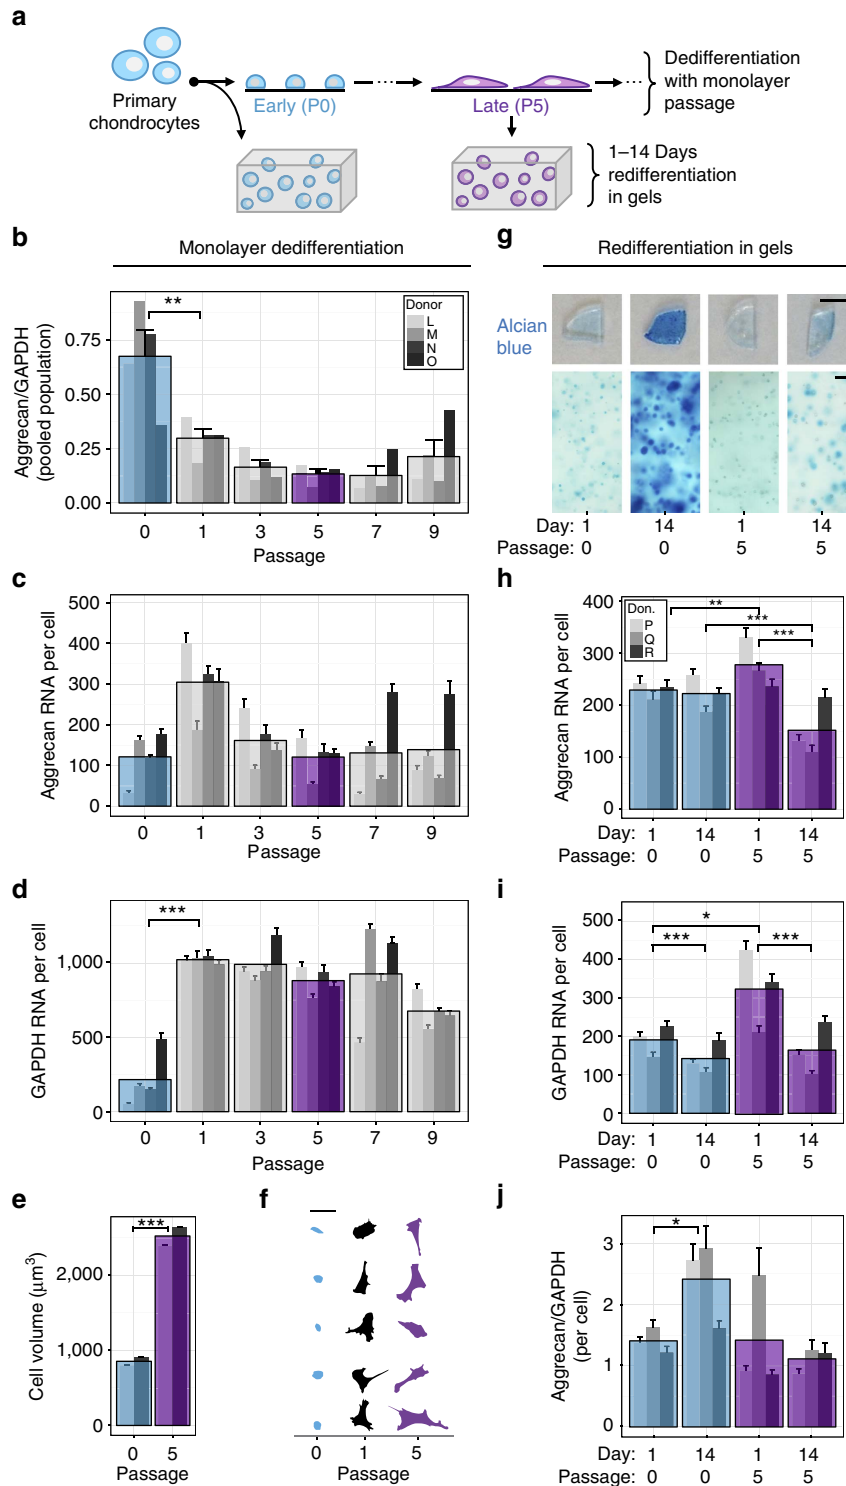 a
Primary
chondrocytes
Early (P0)
Late (P5)
Dedifferentiation
with monolayer
passage
1–14 Days
redifferentiation
in gels
b
Monolayer dedifferentiation
Aggrecan/GAPDH
(pooled population)
0.75
0.50
0.25
0.00
**
Donor
L
M
N
O
0 1 3 5 7 9
Passage
c
Aggrecan RNA per cell
500
400
300
200
100
0
0 1 3 5 7 9
Passage
d
GAPDH RNA per cell
1,000
500
0
***
0 1 3 5 7 9
Passage
e
Cell volume (μm³)
2,000
1,000
0
***
0 5
Passage
f
0 1 5
Passage
g
Redifferentiation in gels
Alcian
blue
Day: 1 14 1 14
Passage: 0 0 5 5
h
Aggrecan RNA per cell
400
300
200
100
0
Don.
P
Q
R
**
***
***
Day: 1 14 1 14
Passage: 0 0 5 5
i
GAPDH RNA per cell
500
400
300
200
100
0
*
*** ***
Day: 1 14 1 14
Passage: 0 0 5 5
j
Aggrecan/GAPDH
(per cell)
3
2
1
0
*
Day: 1 14 1 14
Passage: 0 0 5 5